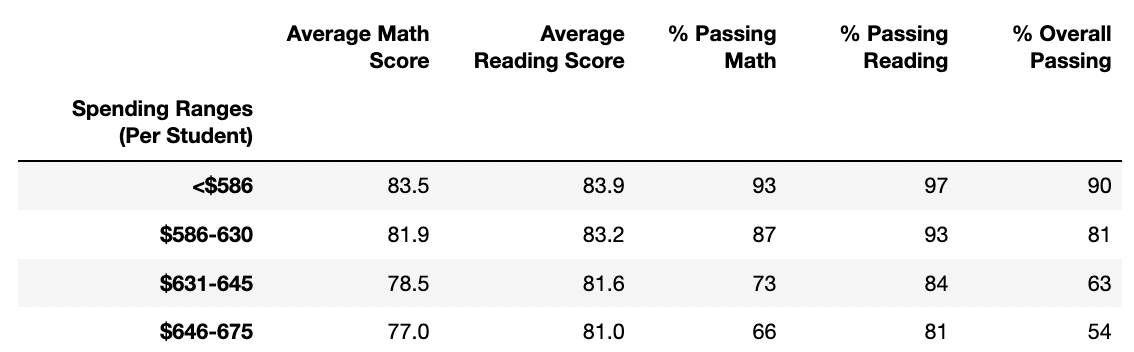 Average Math Score Average Reading Score % Passing Math % Passing Reading % Overall Passing
Spending Ranges (Per Student)
<$586 83.5 83.9 93 97 90
$586-630 81.9 83.2 87 93 81
$631-645 78.5 81.6 73 84 63
$646-675 77.0 81.0 66 81 54